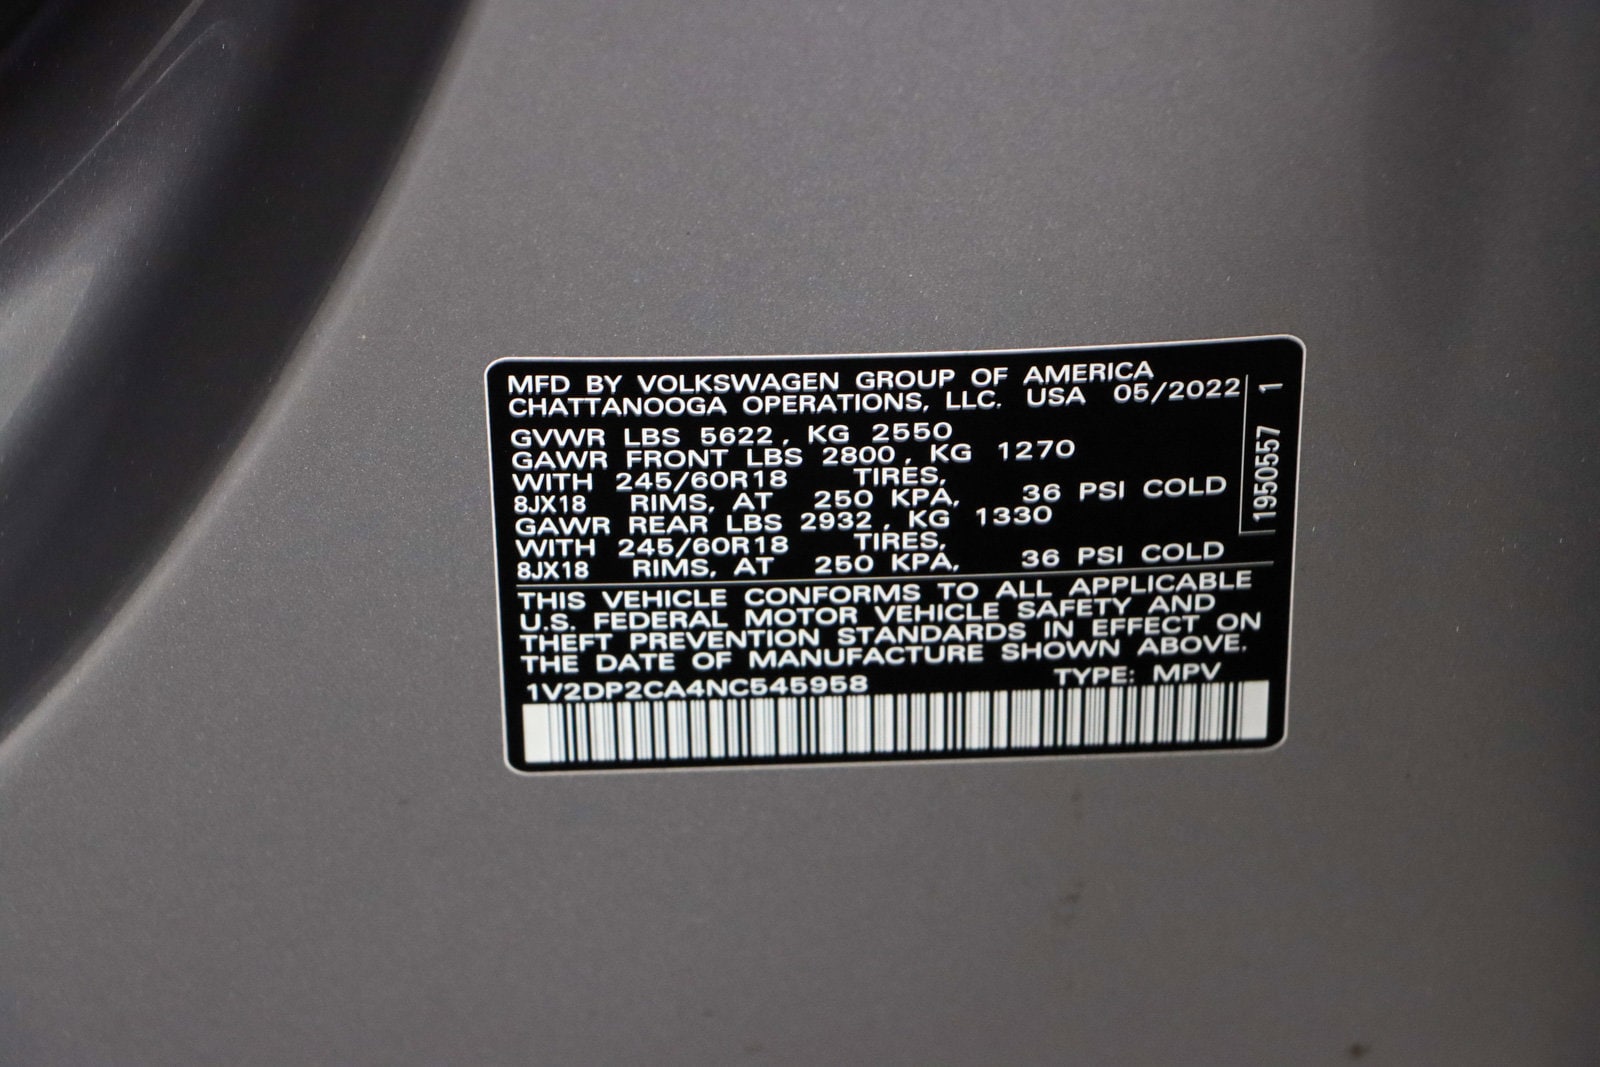 MFD BY VOLKSWAGEN GROUP OF AMERICA
CHATTANOOGA OPERATIONS, LLC. USA 05/2022
GVWR LBS 5622, KG 2550
GAWR FRONT LBS 2800, KG 1270
WITH 245/60R18 TIRES,
8JX18 RIMS, AT 250 KPA, 36 PSI COLD
GAWR REAR LBS 2932, KG 1330
WITH 245/60R18 TIRES,
8JX18 RIMS, AT 250 KPA, 36 PSI COLD
THIS VEHICLE CONFORMS TO ALL APPLICABLE
U.S. FEDERAL MOTOR VEHICLE SAFETY AND
THEFT PREVENTION STANDARDS IN EFFECT ON
THE DATE OF MANUFACTURE SHOWN ABOVE.
1V2DP2CA4NC545958 TYPE: MPV
1950557 1